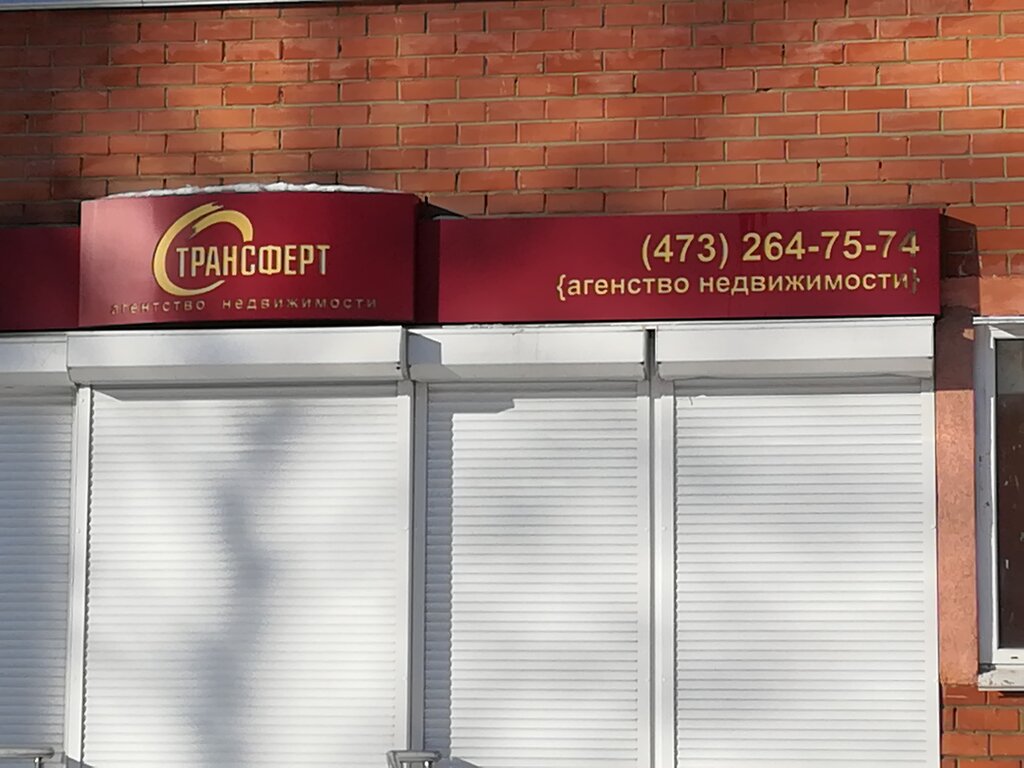 ТРАНСФЕРТ
агентство недвижимости
(473) 264-75-74
{агенство недвижимости}